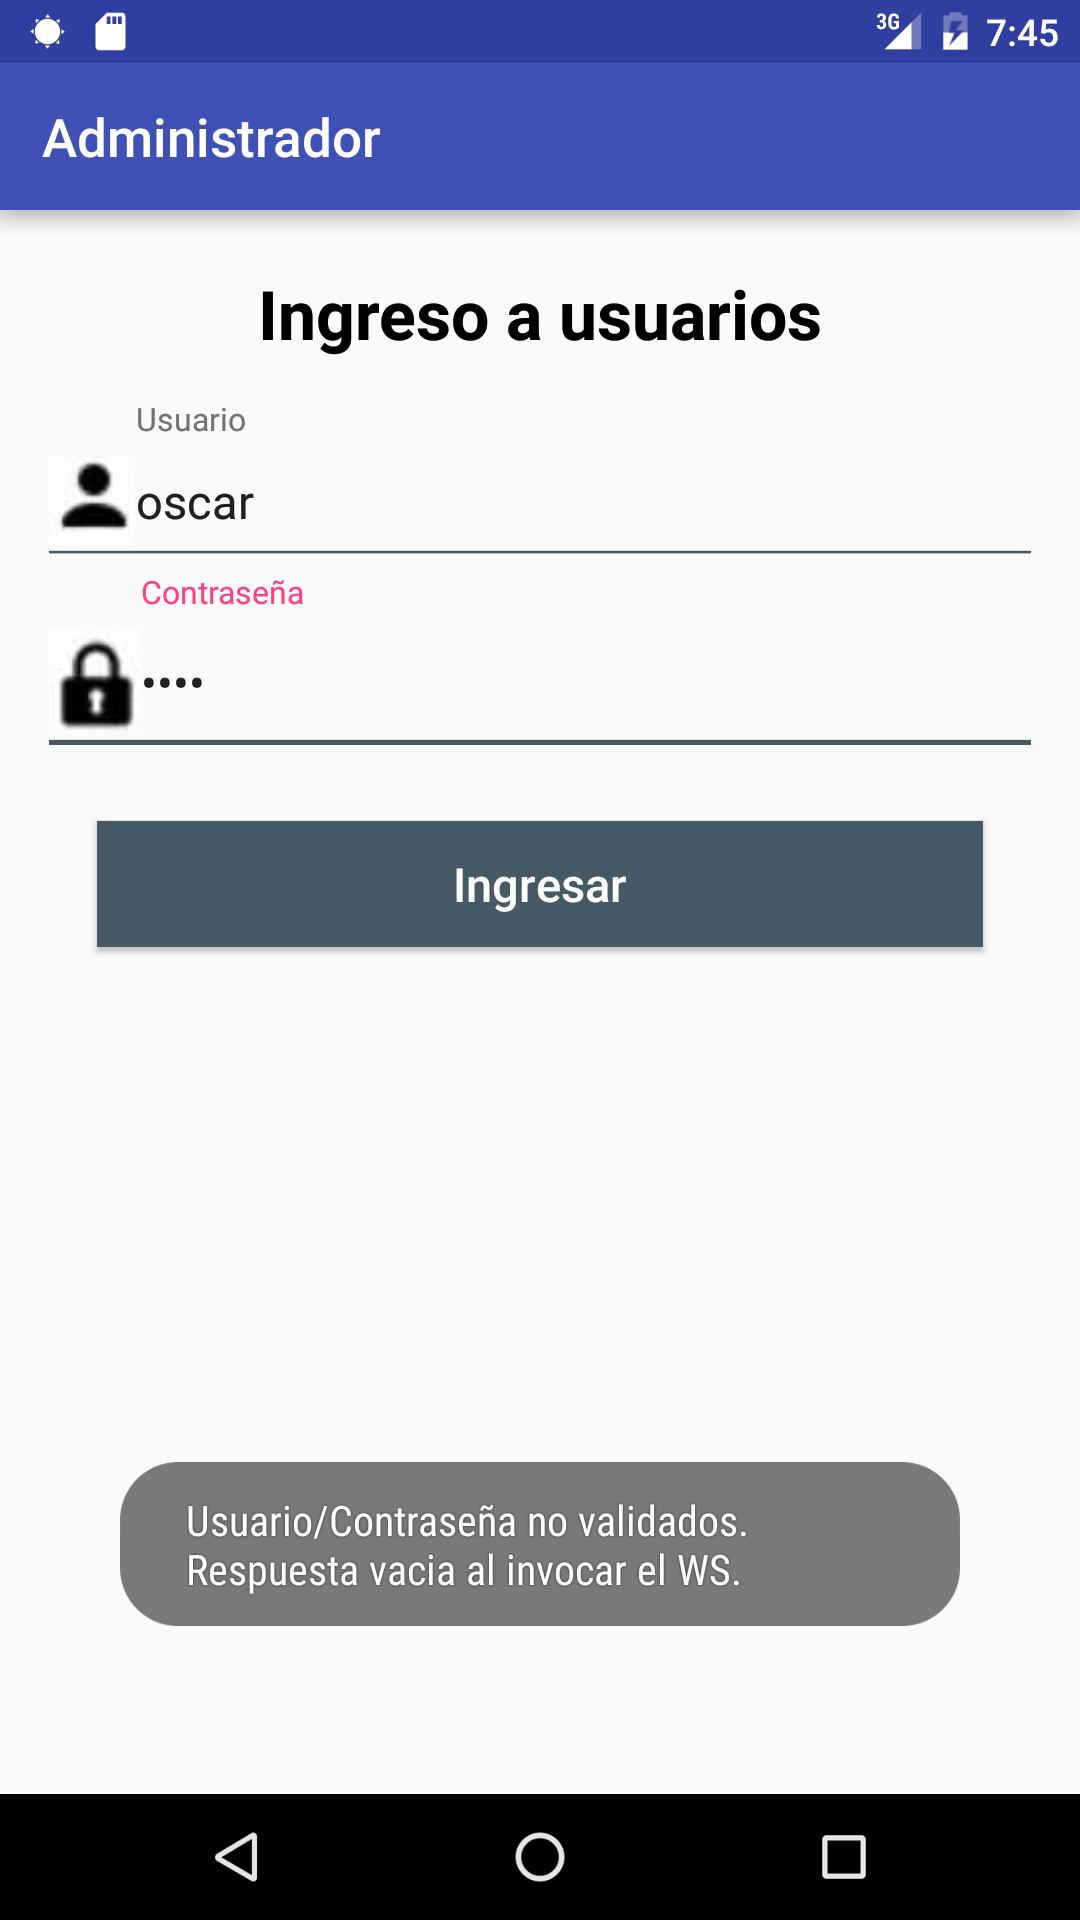 3G 7:45
Administrador
Ingreso a usuarios
Usuario
oscar
Contraseña
••••
Ingresar
Usuario/Contraseña no validados.
Respuesta vacia al invocar el WS.